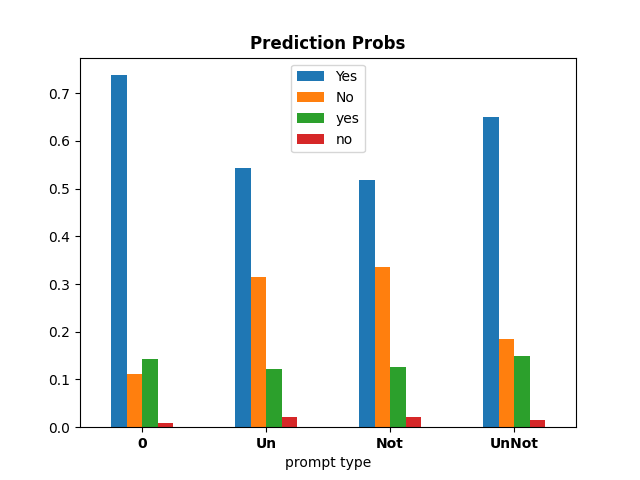 Prediction Probs
Yes
No
yes
no
0.7
0.6
0.5
0.4
0.3
0.2
0.1
0.0
0 Un Not UnNot
prompt type